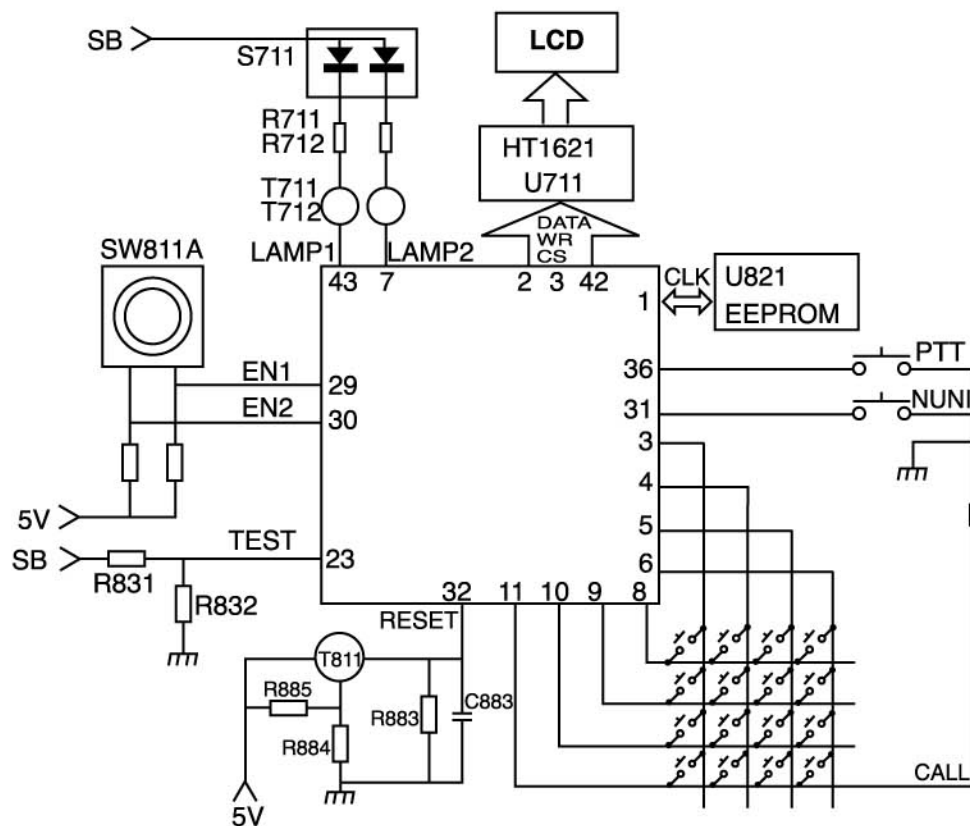 SB
S711
LCD
R711
R712
HT1621
U711
T711
T712
DATA
WR
CS
SW811A
LAMP1
LAMP2
43
7
2
3
42
CLK
U821
EEPROM
1
PTT
36
EN1
29
NUNI
31
EN2
30
3
4
5V
5
TEST
SB
23
6
R831
32
11
10
9
8
R832
RESET
T811
R885
R883
C883
R884
CALL
5V